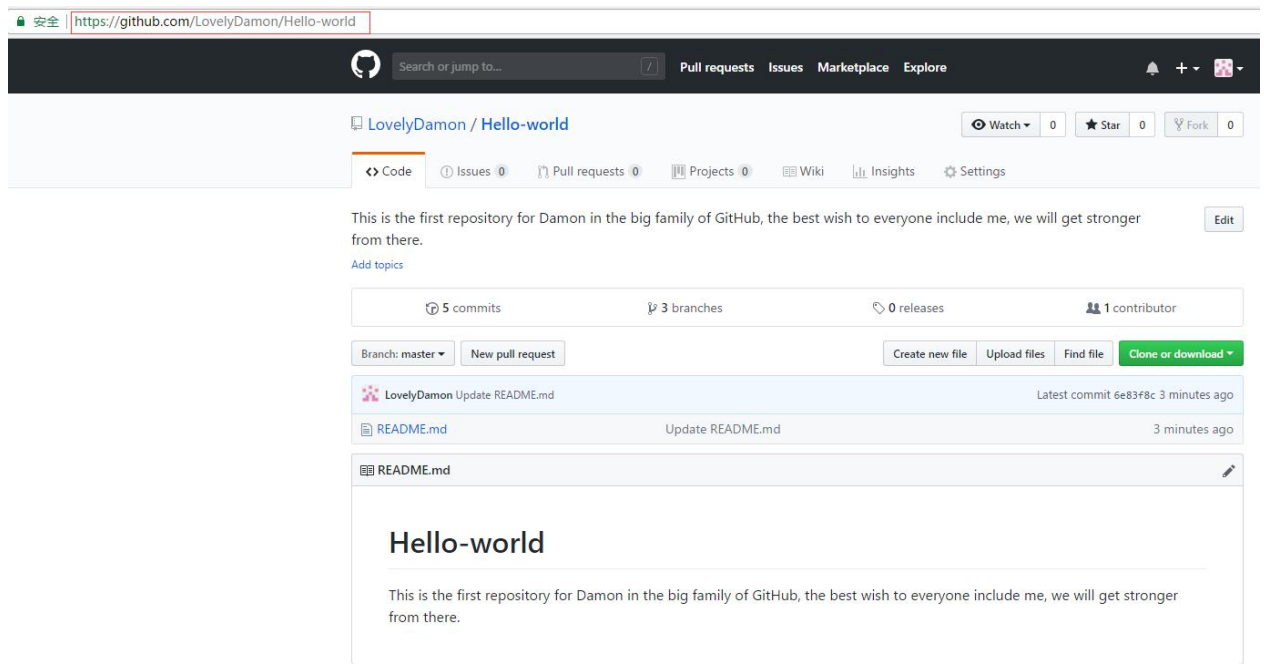 安全 https://github.com/LovelyDamon/Hello-world
Search or jump to... / Pull requests Issues Marketplace Explore
LovelyDamon / Hello-world Watch 0 Star 0 Fork 0
Code Issues 0 Pull requests 0 Projects 0 Wiki Insights Settings
This is the first repository for Damon in the big family of GitHub, the best wish to everyone include me, we will get stronger
from there.
Edit
Add topics
5 commits 3 branches 0 releases 1 contributor
Branch: master New pull request Create new file Upload files Find file Clone or download
LovelyDamon Update README.md Latest commit 6e83f8c 3 minutes ago
README.md Update README.md 3 minutes ago
README.md
Hello-world
This is the first repository for Damon in the big family of GitHub, the best wish to everyone include me, we will get stronger
from there.